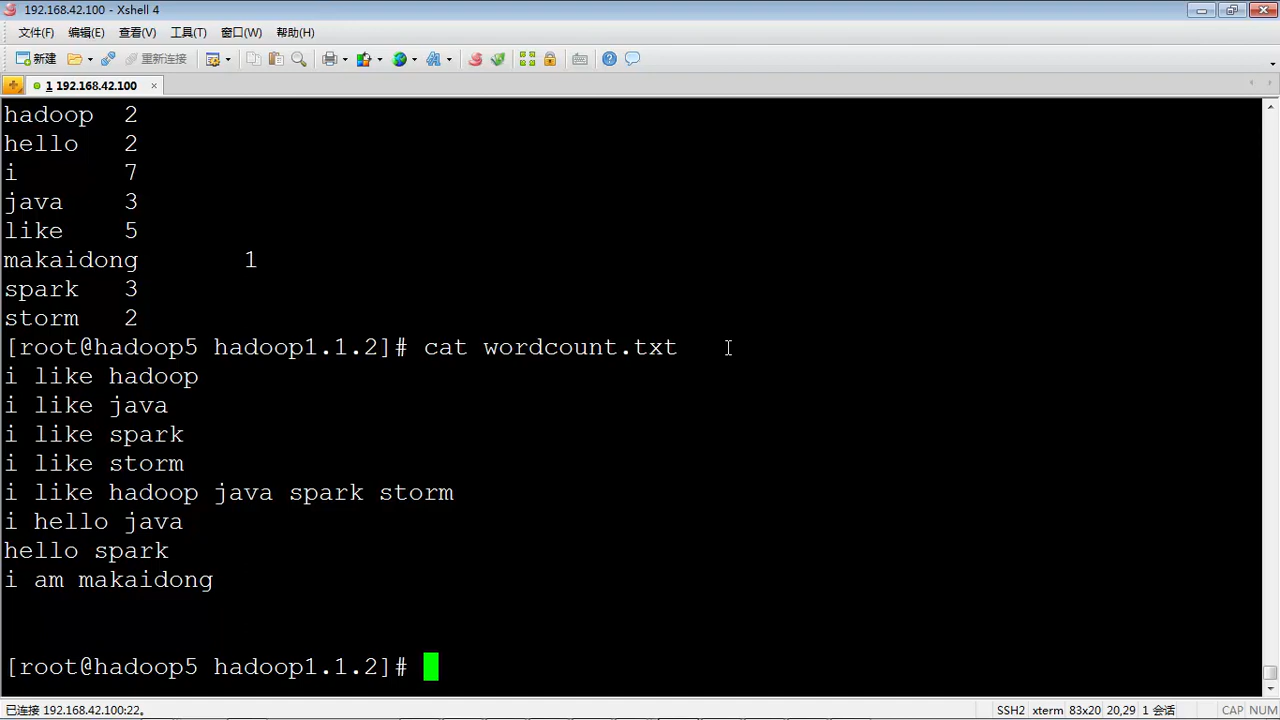 192.168.42.100 - Xshell 4
文件(F) 编辑(E) 查看(V) 工具(T) 窗口(W) 帮助(H)
新建 重新连接
1 192.168.42.100
hadoop 2
hello 2
i 7
java 3
like 5
makaidong 1
spark 3
storm 2
[root@hadoop5 hadoop1.1.2]# cat wordcount.txt
i like hadoop
i like java
i like spark
i like storm
i like hadoop java spark storm
i hello java
hello spark
i am makaidong
[root@hadoop5 hadoop1.1.2]#
已连接 192.168.42.100:22。 SSH2 xterm 83x20 20,29 1 会话 CAP NUM